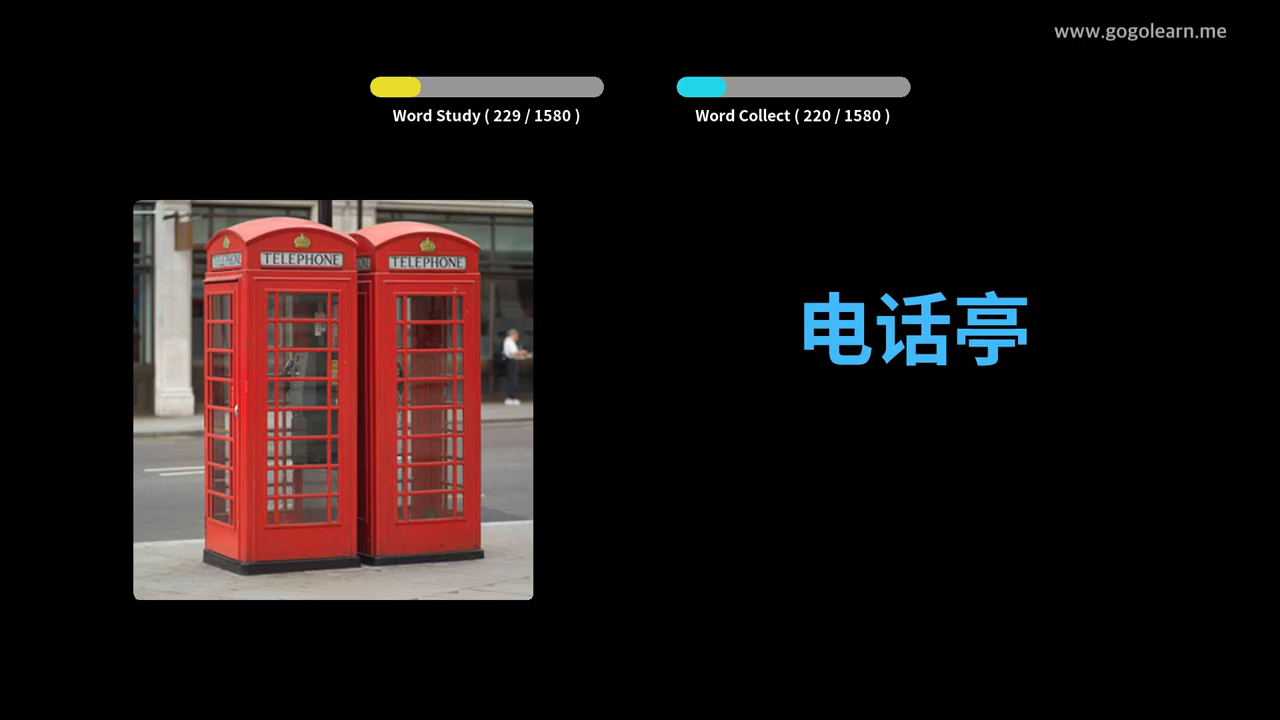 www.gogolearn.me
Word Study ( 229 / 1580 )
Word Collect ( 220 / 1580 )
TELEPHONE
TELEPHONE
电话亭